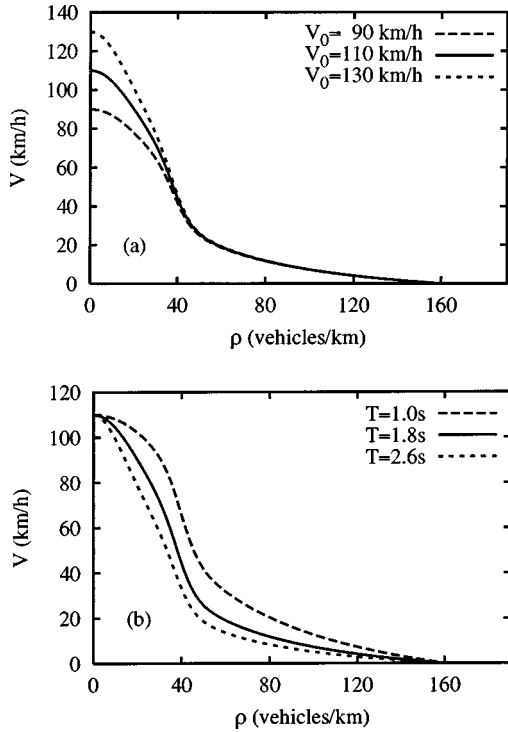 V₀= 90 km/h
V₀=110 km/h
V₀=130 km/h
140
120
100
80
60
40
20
0
V (km/h)
(a)
0 40 80 120 160
ρ (vehicles/km)
T=1.0s
T=1.8s
T=2.6s
120
100
80
60
40
20
0
V (km/h)
(b)
0 40 80 120 160
ρ (vehicles/km)